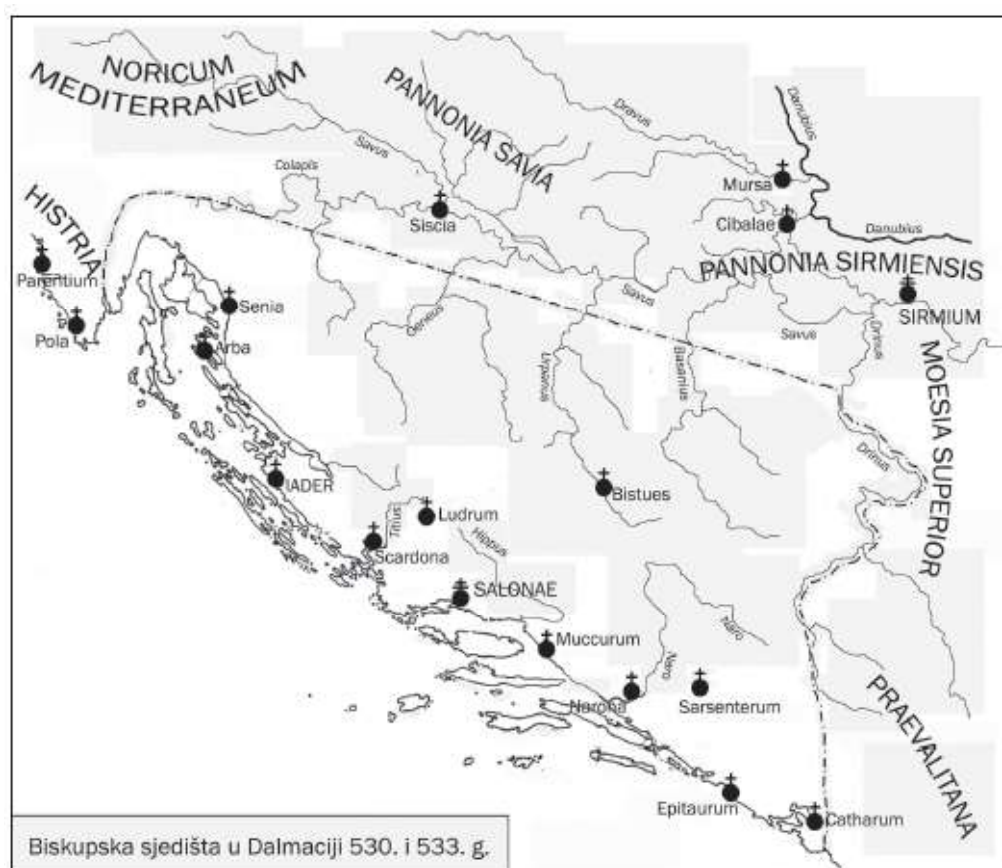 NORICUM
MEDITERRANEUM
PANNONIA SAVIA
Dravus
Danubius
Savus
Colapis
Mursa
HISTRIA
Siscia
Cibalae
Danubius
PANNONIA SIRMIENSIS
Parentium
Savus
Senia
SIRMIUM
Pola
Oeneus
Savus
Drinus
Arba
Urpanus
Basanius
MOESIA SUPERIOR
Drinus
IADER
Bistues
Titius
Ludrum
Hippus
Scardona
SALONAE
Naro
Muccurum
Naro
Narona
Sarsenterum
PRAEVALITANA
Epitaurum
Catharum
Biskupska sjedišta u Dalmaciji 530. i 533. g.